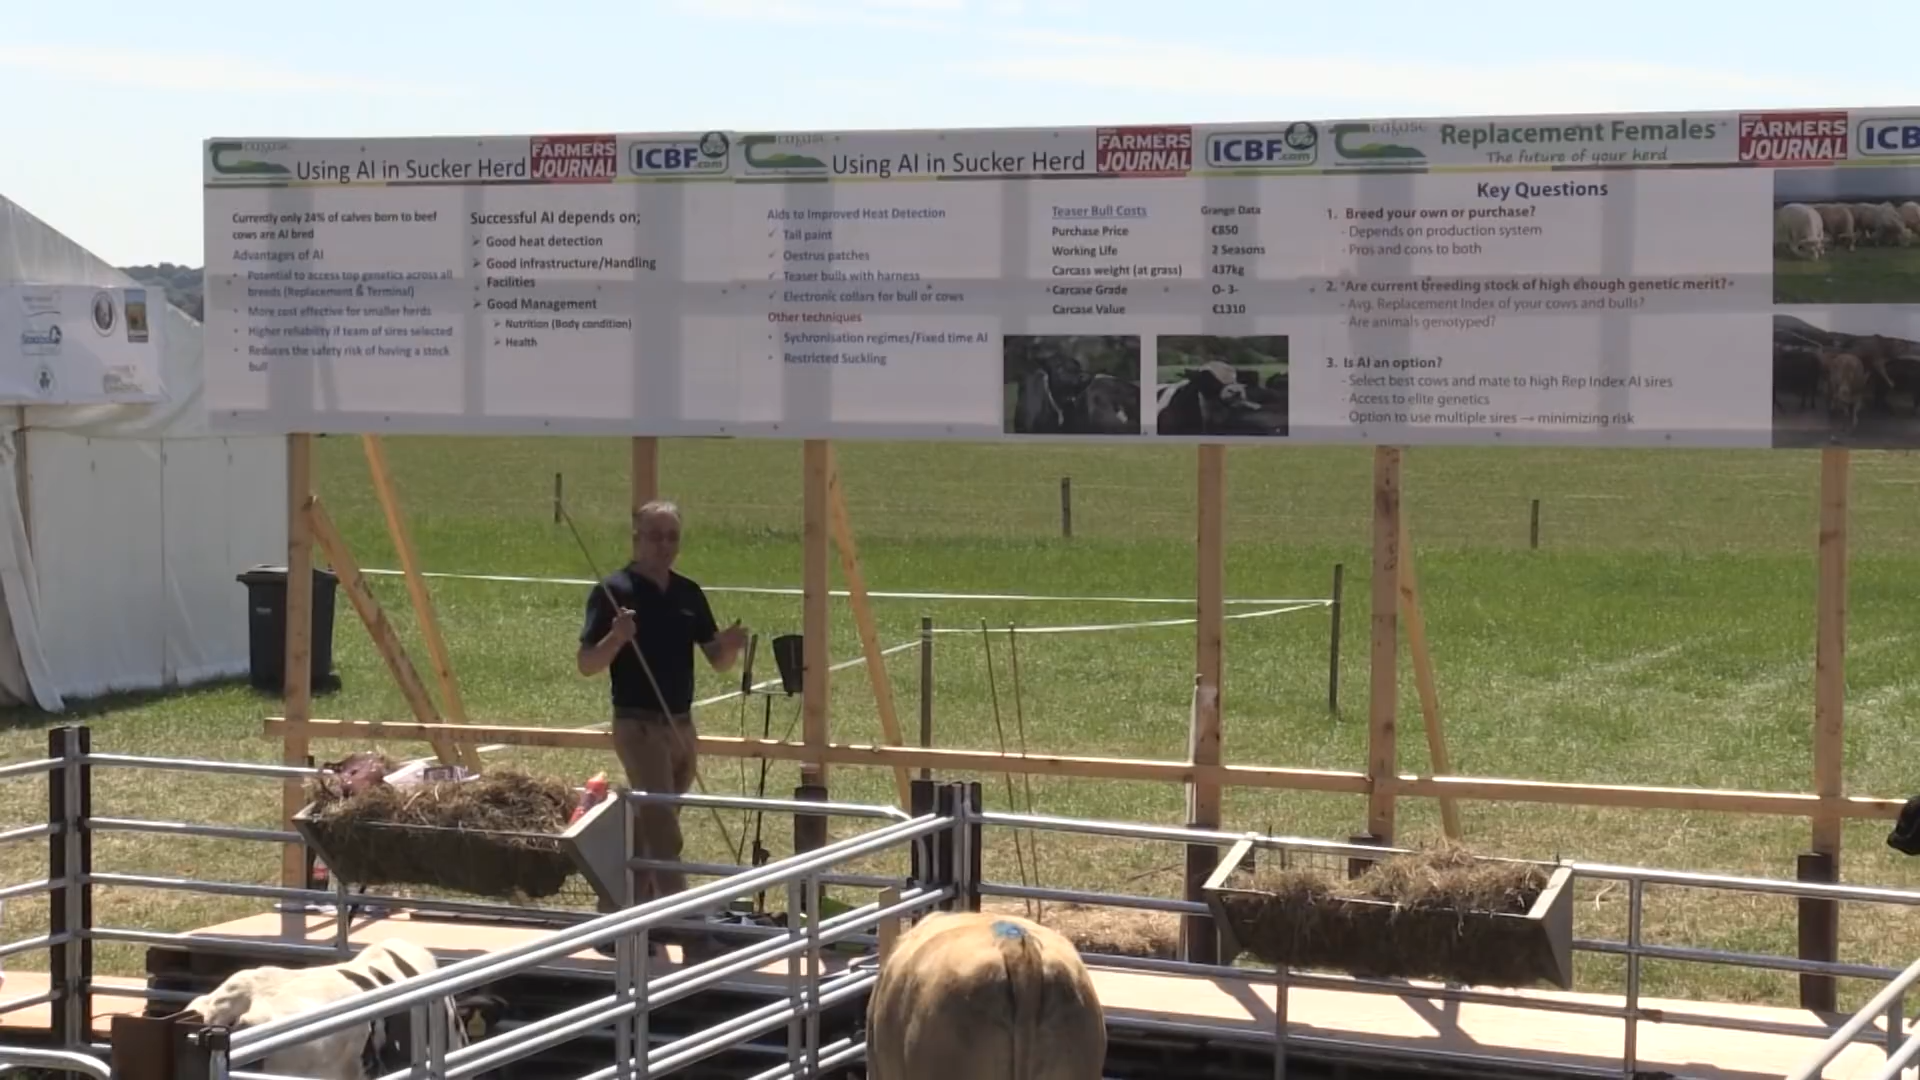 Teagasc
Using AI in Sucker Herd
FARMERS
JOURNAL
ICBF.com
Currently only 24% of calves born to beef
cows are AI bred
Advantages of AI
• Potential to access top genetics across all
breeds (Replacement & Terminal)
• More cost effective for smaller herds
• Higher reliability if team of sires selected
• Reduces the safety risk of having a stock
bull
Successful AI depends on;
➢ Good heat detection
➢ Good infrastructure/Handling
Facilities
➢ Good Management
➢ Nutrition (Body condition)
➢ Health
Teagasc
Using AI in Sucker Herd
FARMERS
JOURNAL
ICBF.com
Aids to Improved Heat Detection
✓ Tail paint
✓ Oestrus patches
✓ Teaser bulls with harness
✓ Electronic collars for bull or cows
Other techniques
• Sychronisation regimes/Fixed time AI
• Restricted Suckling
Teaser Bull Costs Grange Data
Purchase Price €850
Working Life 2 Seasons
Carcass weight (at grass) 437kg
Carcase Grade O- 3-
Carcase Value €1310
Teagasc
Replacement Females
The future of your herd
FARMERS
JOURNAL
ICB
Key Questions
1. Breed your own or purchase?
- Depends on production system
- Pros and cons to both
2. Are current breeding stock of high enough genetic merit?
- Avg. Replacement Index of your cows and bulls?
- Are animals genotyped?
3. Is AI an option?
- Select best cows and mate to high Rep Index AI sires
- Access to elite genetics
- Option to use multiple sires → minimizing risk